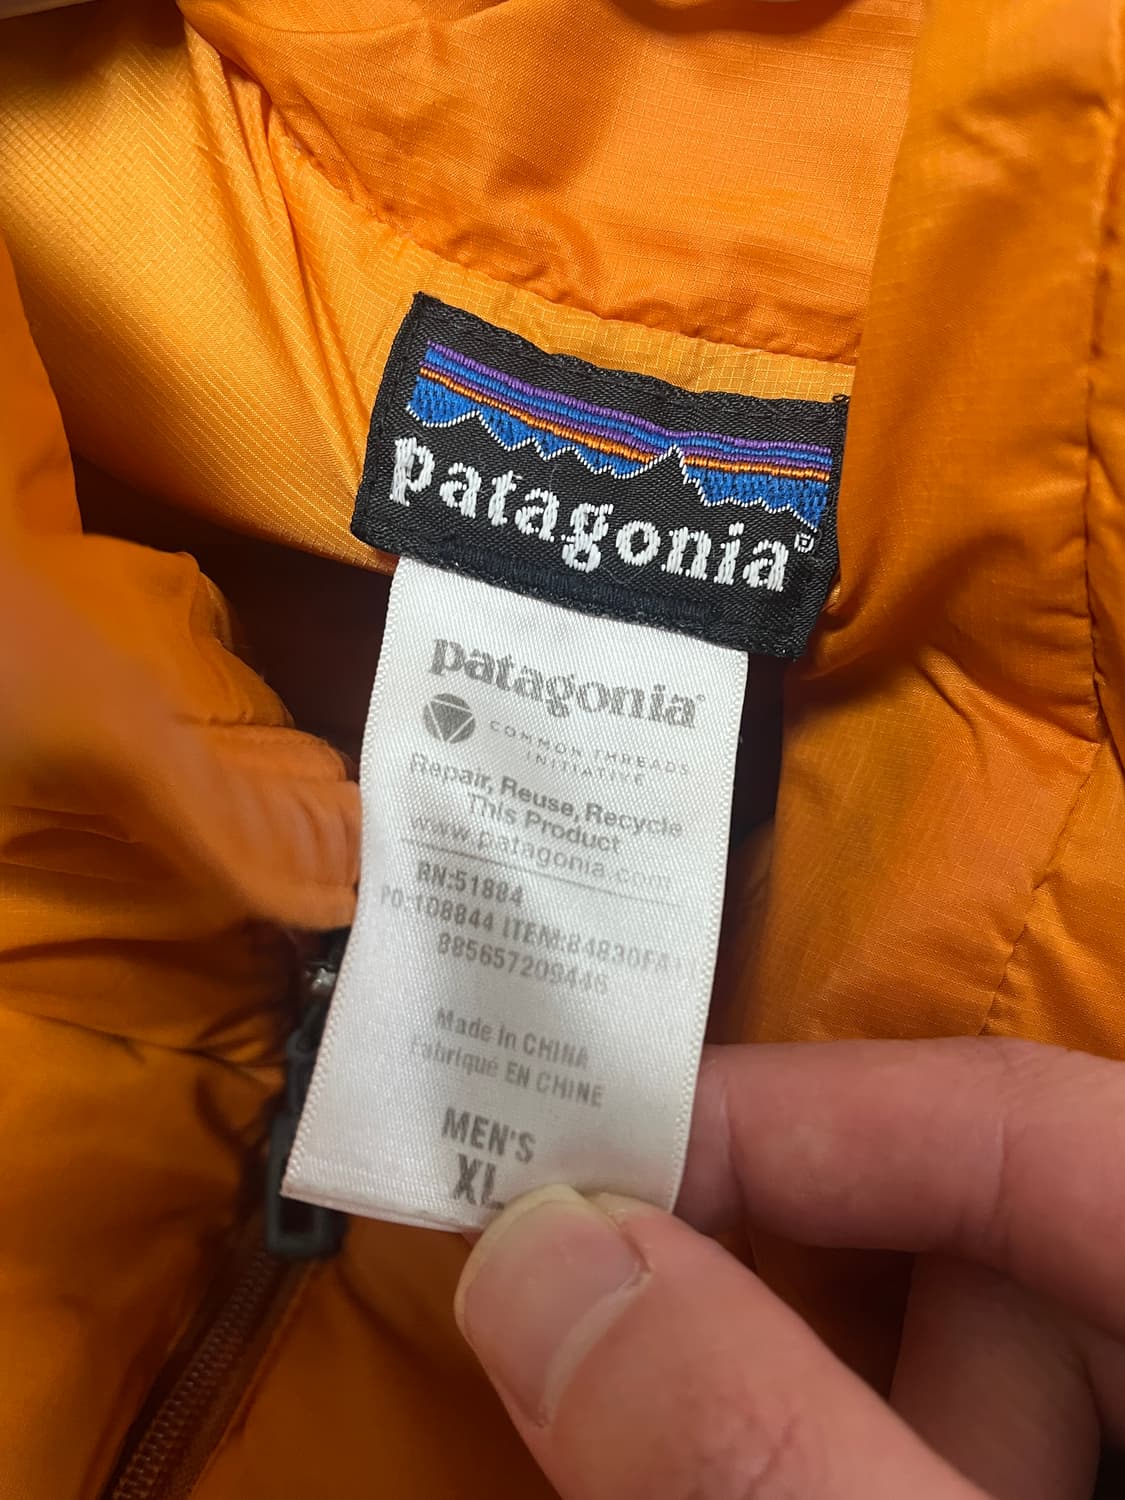 patagonia®
patagonia®
COMMON THREADS
INITIATIVE
Repair, Reuse, Recycle
This Product
www.patagonia.com
RN:51884
PO:108844 ITEM:84830FA11
885657209446
Made in CHINA
Fabriqué EN CHINE
MEN'S
XL